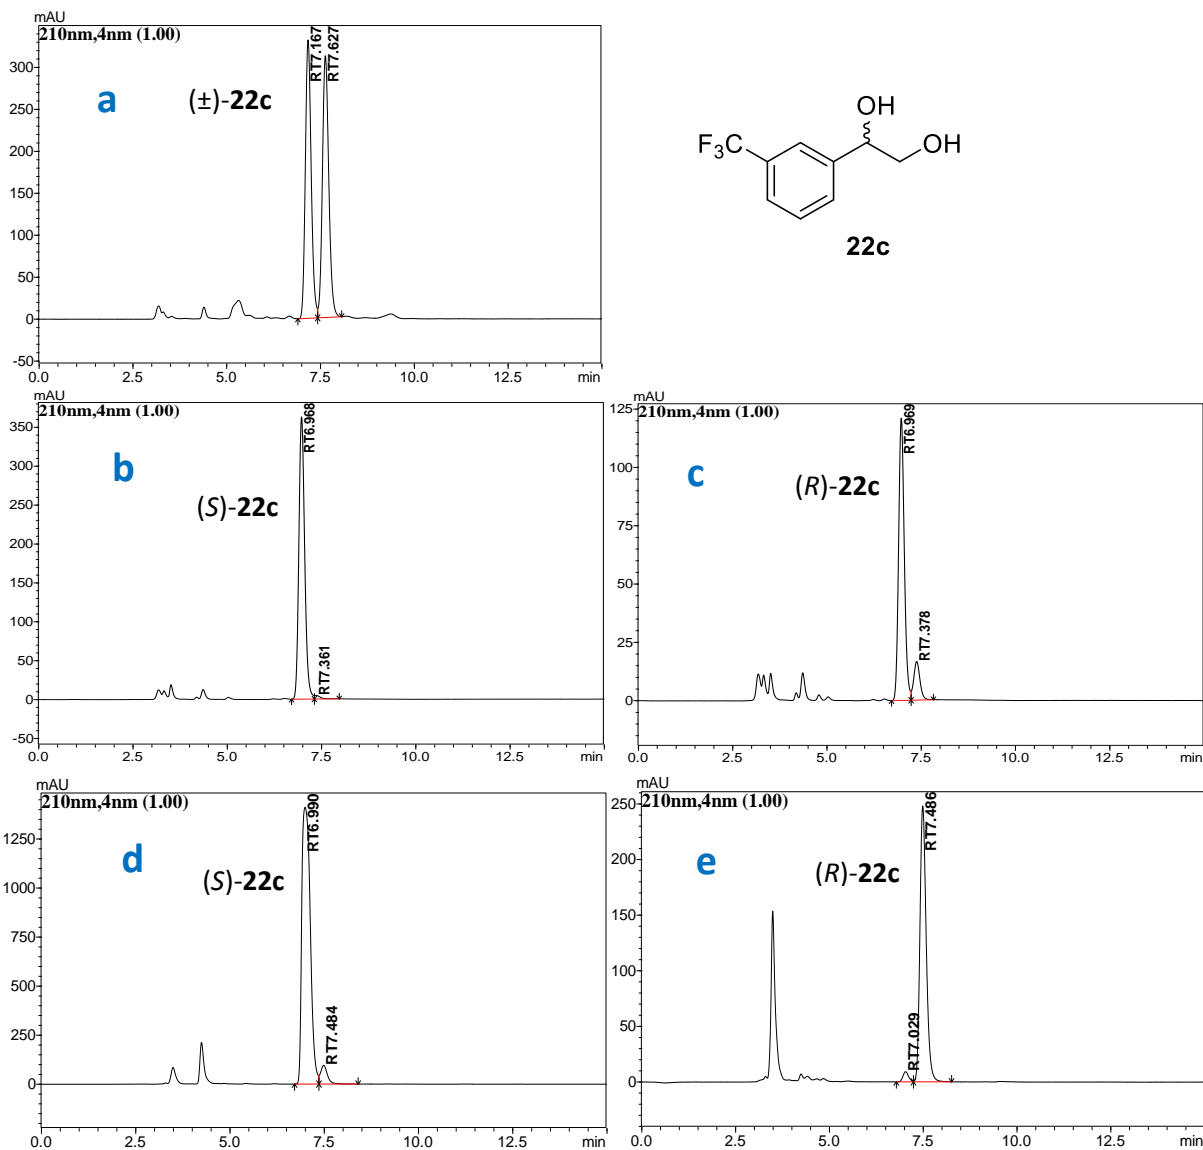 mAU
210nm,4nm (1.00)
a
(±)-22c
RT7.167
RT7.627
300
250
200
150
100
50
0
-50
0.0 2.5 5.0 7.5 10.0 12.5 min
OH
F3C
OH
22c
mAU
210nm,4nm (1.00)
b
(S)-22c
RT6.968
RT7.361
350
300
250
200
150
100
50
0
-50
0.0 2.5 5.0 7.5 10.0 12.5 min
mAU
210nm,4nm (1.00)
c
(R)-22c
RT6.969
RT7.378
125
100
75
50
25
0
0.0 2.5 5.0 7.5 10.0 12.5 min
mAU
210nm,4nm (1.00)
d
(S)-22c
RT6.990
RT7.484
1250
1000
750
500
250
0
0.0 2.5 5.0 7.5 10.0 12.5 min
mAU
210nm,4nm (1.00)
e
(R)-22c
RT7.029
RT7.486
250
200
150
100
50
0
0.0 2.5 5.0 7.5 10.0 12.5 min